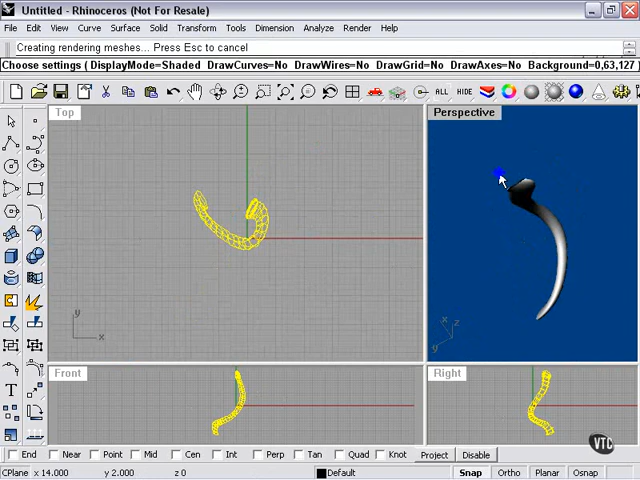 Untitled - Rhinoceros (Not For Resale)
File Edit View Curve Surface Solid Transform Tools Dimension Analyze Render Help
Creating rendering meshes... Press Esc to cancel
Choose settings ( DisplayMode=Shaded DrawCurves=No DrawWires=No DrawGrid=No DrawAxes=No Background=0,63,127
ALL HIDE
Top
Perspective
y
x
x z
y
T
Front
Right
VTC
End Near Point Mid Cen Int Perp Tan Quad Knot Project Disable
CPlane x 14.000 y 2.000 z 0 Default Snap Ortho Planar Osnap